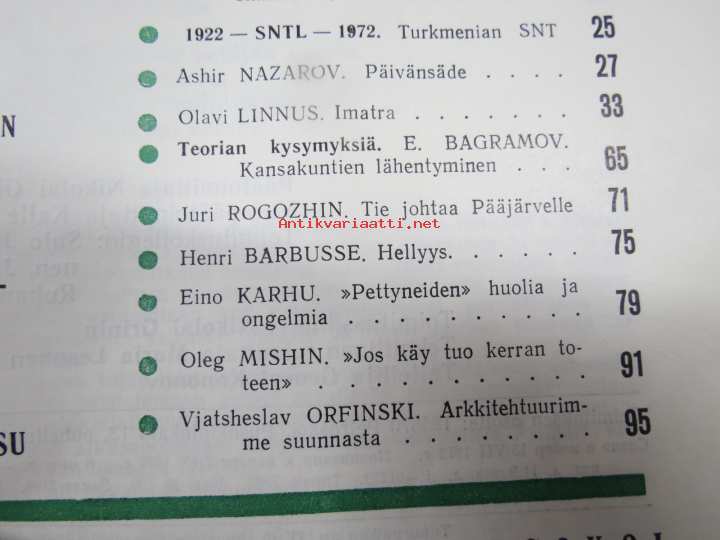 1922 — SNTL — 1972. Turkmenian SNT 25
Ashir NAZAROV. Päivänsäde . . . . 27
Olavi LINNUS. Imatra . . . . . . . 33
Teorian kysymyksiä. E. BAGRAMOV.
Kansakuntien lähentyminen . . . 65
Juri ROGOZHIN. Tie johtaa Pääjärvelle 71
Antikvariaatti.net
Henri BARBUSSE. Hellyys. . . . . . 75
Eino KARHU. »Pettyneiden» huolia ja
ongelmia . . . . . . . . . . 79
Oleg MISHIN. »Jos käy tuo kerran to-
teen» . . . . . . . . . . 91
Vjatsheslav ORFINSKI. Arkkitehtuurim-
me suunnasta . . . . . . . . 95
N
SU